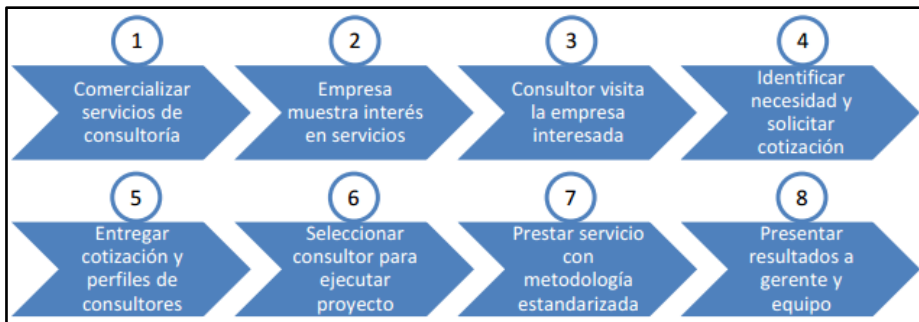 1
Comercializar
servicios de
consultoría
2
Empresa
muestra interés
en servicios
3
Consultor visita
la empresa
interesada
4
Identificar
necesidad y
solicitar
cotización
5
Entregar
cotización y
perfiles de
consultores
6
Seleccionar
consultor para
ejecutar
proyecto
7
Prestar servicio
con
metodología
estandarizada
8
Presentar
resultados a
gerente y
equipo